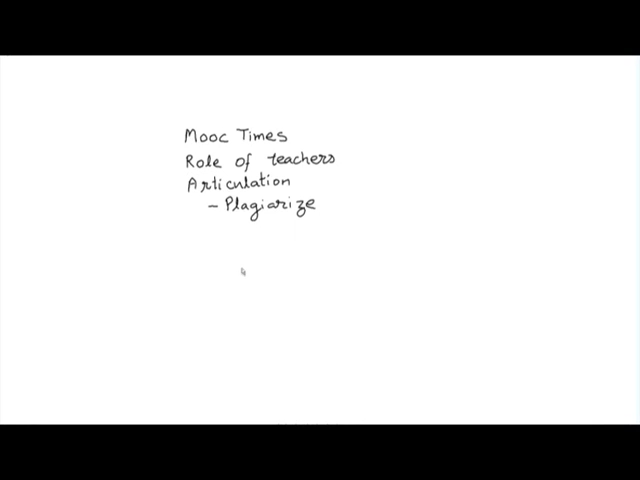 Mooc Times
Role of teachers
Articulation
- Plagiarize